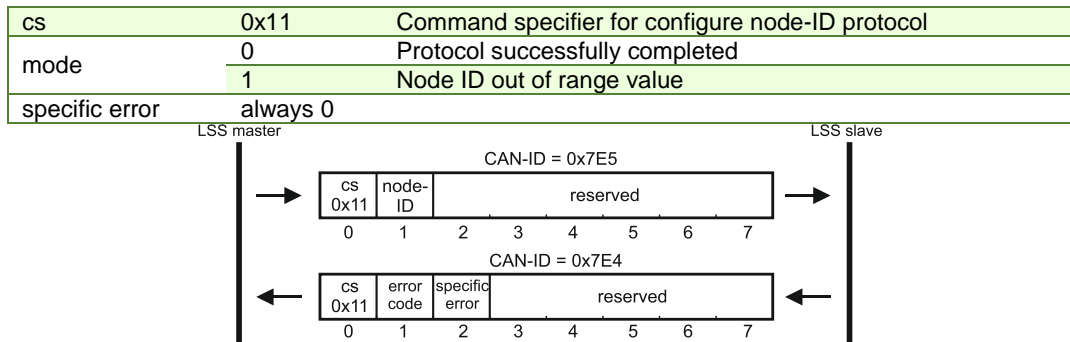 cs 0x11 Command specifier for configure node-ID protocol
mode 0 Protocol successfully completed
1 Node ID out of range value
specific error always 0
LSS master LSS slave
CAN-ID = 0x7E5
cs 0x11 node-ID reserved
0 1 2 3 4 5 6 7
CAN-ID = 0x7E4
cs 0x11 error code specific error reserved
0 1 2 3 4 5 6 7